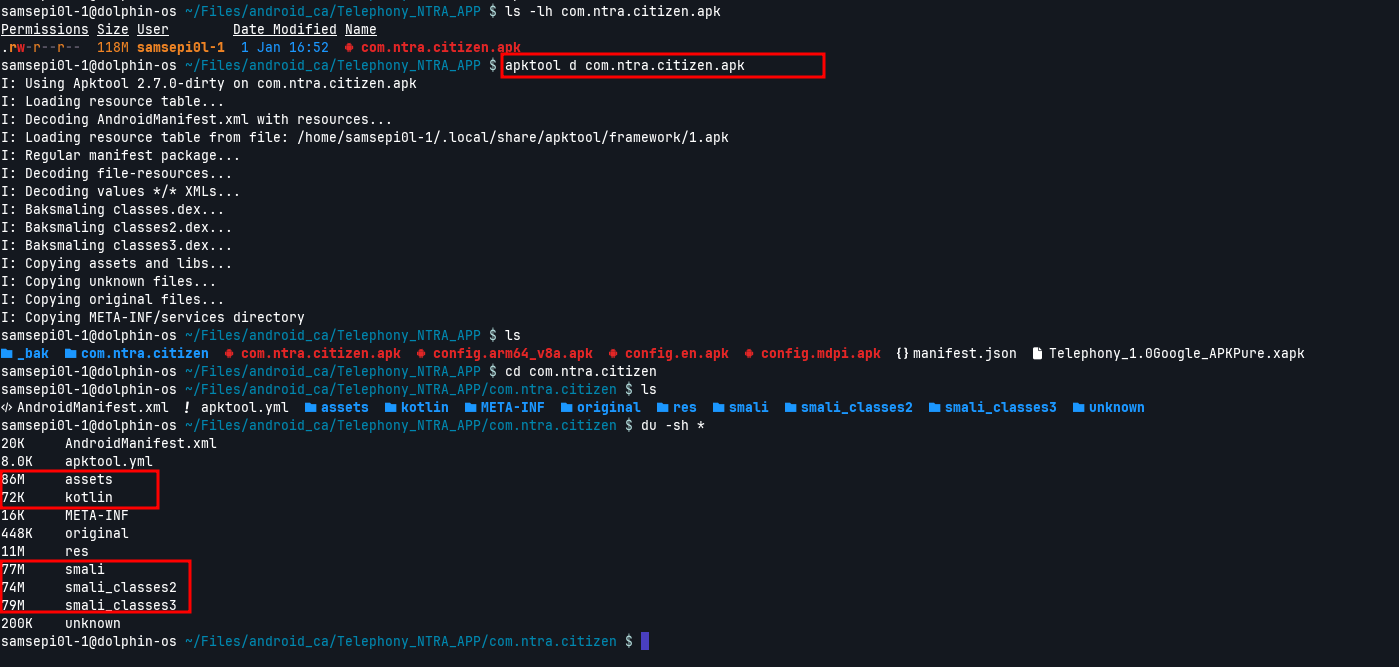 samsepi0l-1@dolphin-os ~/Files/android_ca/Telephony_NTRA_APP $ ls -lh com.ntra.citizen.apk
Permissions Size User Date Modified Name
.rw-r--r-- 118M samsepi0l-1 1 Jan 16:52 com.ntra.citizen.apk
samsepi0l-1@dolphin-os ~/Files/android_ca/Telephony_NTRA_APP $ apktool d com.ntra.citizen.apk
I: Using Apktool 2.7.0-dirty on com.ntra.citizen.apk
I: Loading resource table...
I: Decoding AndroidManifest.xml with resources...
I: Loading resource table from file: /home/samsepi0l-1/.local/share/apktool/framework/1.apk
I: Regular manifest package...
I: Decoding file-resources...
I: Decoding values */* XMLs...
I: Baksmaling classes.dex...
I: Baksmaling classes2.dex...
I: Baksmaling classes3.dex...
I: Copying assets and libs...
I: Copying unknown files...
I: Copying original files...
I: Copying META-INF/services directory
samsepi0l-1@dolphin-os ~/Files/android_ca/Telephony_NTRA_APP $ ls
_bak com.ntra.citizen com.ntra.citizen.apk config.arm64_v8a.apk config.en.apk config.mdpi.apk {} manifest.json Telephony_1.0Google_APKPure.xapk
samsepi0l-1@dolphin-os ~/Files/android_ca/Telephony_NTRA_APP $ cd com.ntra.citizen
samsepi0l-1@dolphin-os ~/Files/android_ca/Telephony_NTRA_APP/com.ntra.citizen $ ls
</> AndroidManifest.xml ! apktool.yml assets kotlin META-INF original res smali smali_classes2 smali_classes3 unknown
samsepi0l-1@dolphin-os ~/Files/android_ca/Telephony_NTRA_APP/com.ntra.citizen $ du -sh *
20K AndroidManifest.xml
8.0K apktool.yml
86M assets
72K kotlin
16K META-INF
448K original
11M res
77M smali
74M smali_classes2
79M smali_classes3
200K unknown
samsepi0l-1@dolphin-os ~/Files/android_ca/Telephony_NTRA_APP/com.ntra.citizen $